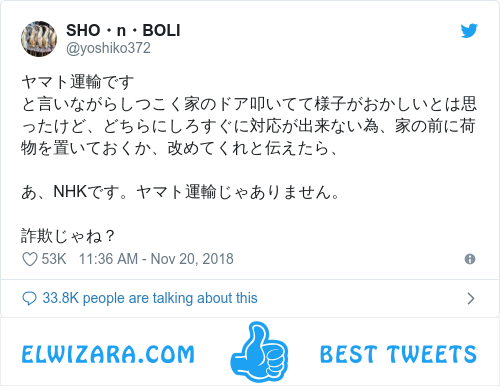 SHO・n・BOLI
@yoshiko372
ヤマト運輸です
と言いながらしつこく家のドア叩いてて様子がおかしいとは思
ったけど、どちらにしろすぐに対応が出来ない為、家の前に荷
物を置いておくか、改めてくれと伝えたら、
あ、NHKです。ヤマト運輸じゃありません。
詐欺じゃね？
53K 11:36 AM - Nov 20, 2018
33.8K people are talking about this
ELWIZARA.COM BEST TWEETS